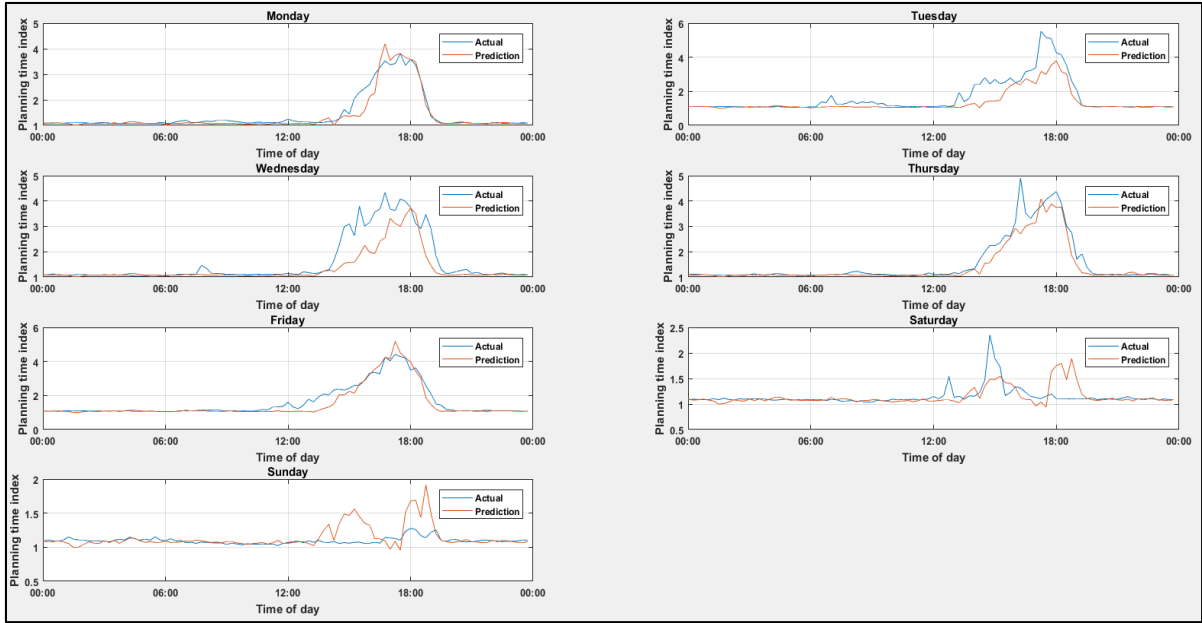 Monday
Planning time index
5
4
3
2
1
00:00 06:00 12:00 18:00 00:00
Time of day
Actual
Prediction
Tuesday
Planning time index
6
4
2
0
00:00 06:00 12:00 18:00 00:00
Time of day
Actual
Prediction
Wednesday
Planning time index
5
4
3
2
1
00:00 06:00 12:00 18:00 00:00
Time of day
Actual
Prediction
Thursday
Planning time index
5
4
3
2
1
00:00 06:00 12:00 18:00 00:00
Time of day
Actual
Prediction
Friday
Planning time index
6
4
2
0
00:00 06:00 12:00 18:00 00:00
Time of day
Actual
Prediction
Saturday
Planning time index
2.5
2
1.5
1
0.5
00:00 06:00 12:00 18:00 00:00
Time of day
Actual
Prediction
Sunday
Planning time index
2
1.5
1
0.5
00:00 06:00 12:00 18:00 00:00
Time of day
Actual
Prediction